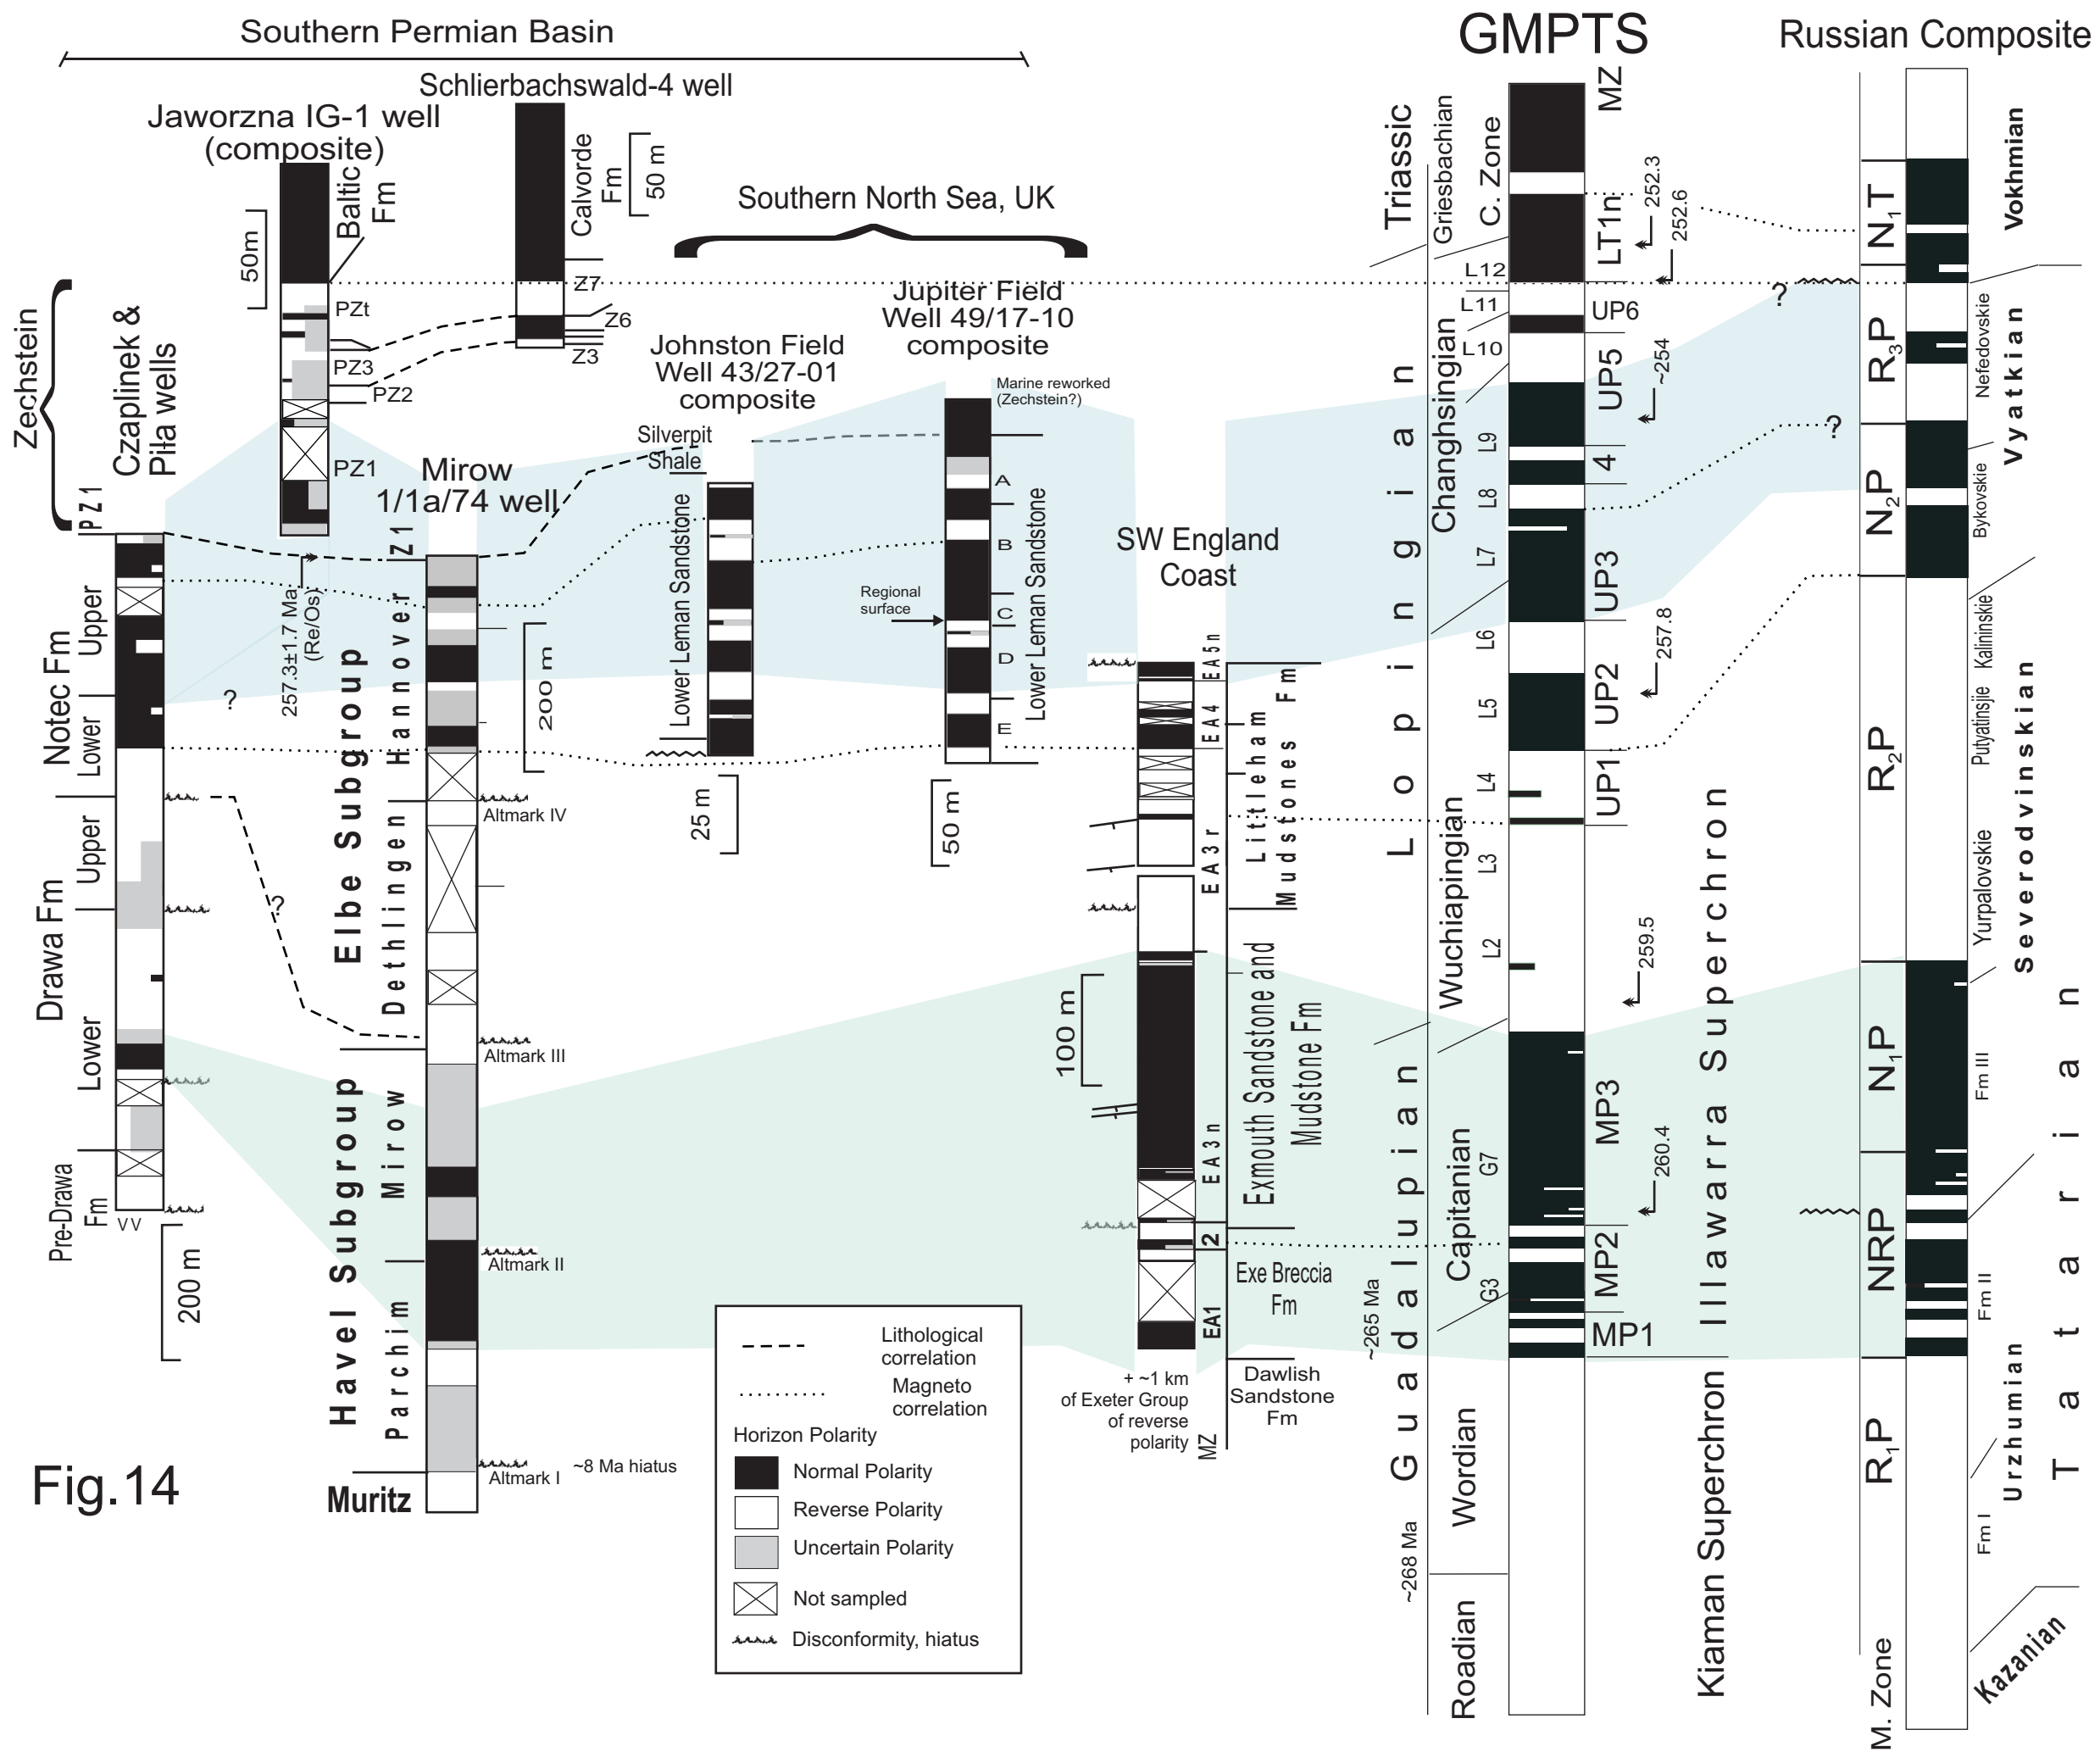 Southern Permian Basin
GMPTS
Russian Composite
Schlierbachswald-4 well
Jaworzna IG-1 well
(composite)
Baltic
Fm
50m
PZt
PZ3
PZ2
PZ1
Calvorde
Fm
50 m
Z7
Z6
Z3
Southern North Sea, UK
Jupiter Field
Well 49/17-10
composite
Johnston Field
Well 43/27-01
composite
Marine reworked
(Zechstein?)
Silverpit
Shale
Lower Leman Sandstone
25 m
A
B
C
D
E
Regional
surface
Lower Leman Sandstone
50 m
Zechstein
Czaplinek &
Piła wells
PZ1
Notec Fm
Upper
Lower
Drawa Fm
Upper
Lower
Pre-Drawa
Fm
VV
200 m
?
?
257.3±1.7 Ma
(Re/Os)
Mirow
1/1a/74 well
Z1
Elbe Subgroup
Hannover
Dethlingen
Havel Subgroup
Mirow
Parchim
Muritz
200 m
Altmark IV
Altmark III
Altmark II
Altmark I
~8 Ma hiatus
SW England
Coast
EA5n
EA4
EA3r
EA3n
2
EA1
MZ
Littleham
Mudstones Fm
Exmouth Sandstone and
Mudstone Fm
Exe Breccia
Fm
Dawlish
Sandstone
Fm
100 m
+ ~1 km
of Exeter Group
of reverse
polarity
Triassic
Griesbachian
C. Zone
MZ
Lopingian
Changhsingian
Wuchiapingian
Guadalupian
Capitanian
Wordian
Roadian
~265 Ma
~268 Ma
L12
L11
L10
L9
L8
L7
L6
L5
L4
L3
L2
G7
G3
LT1n
UP6
UP5
4
UP3
UP2
UP1
MP3
MP2
MP1
252.3
252.6
~254
257.8
259.5
260.4
Illawarra Superchron
Kiaman Superchron
?
?
N1T
R3P
N2P
R2P
N1P
NRP
R1P
M. Zone
Vokhmian
Nefedovskie
Bykovskie
Vyatkian
Kalininskie
Putyatinsjie
Yurpalovskie
Severodvinskian
Fm III
Fm II
Fm I
Urzhumian
Tatarian
Kazanian
Lithological
correlation
Magneto
correlation
Horizon Polarity
Normal Polarity
Reverse Polarity
Uncertain Polarity
Not sampled
Disconformity, hiatus
Fig.14